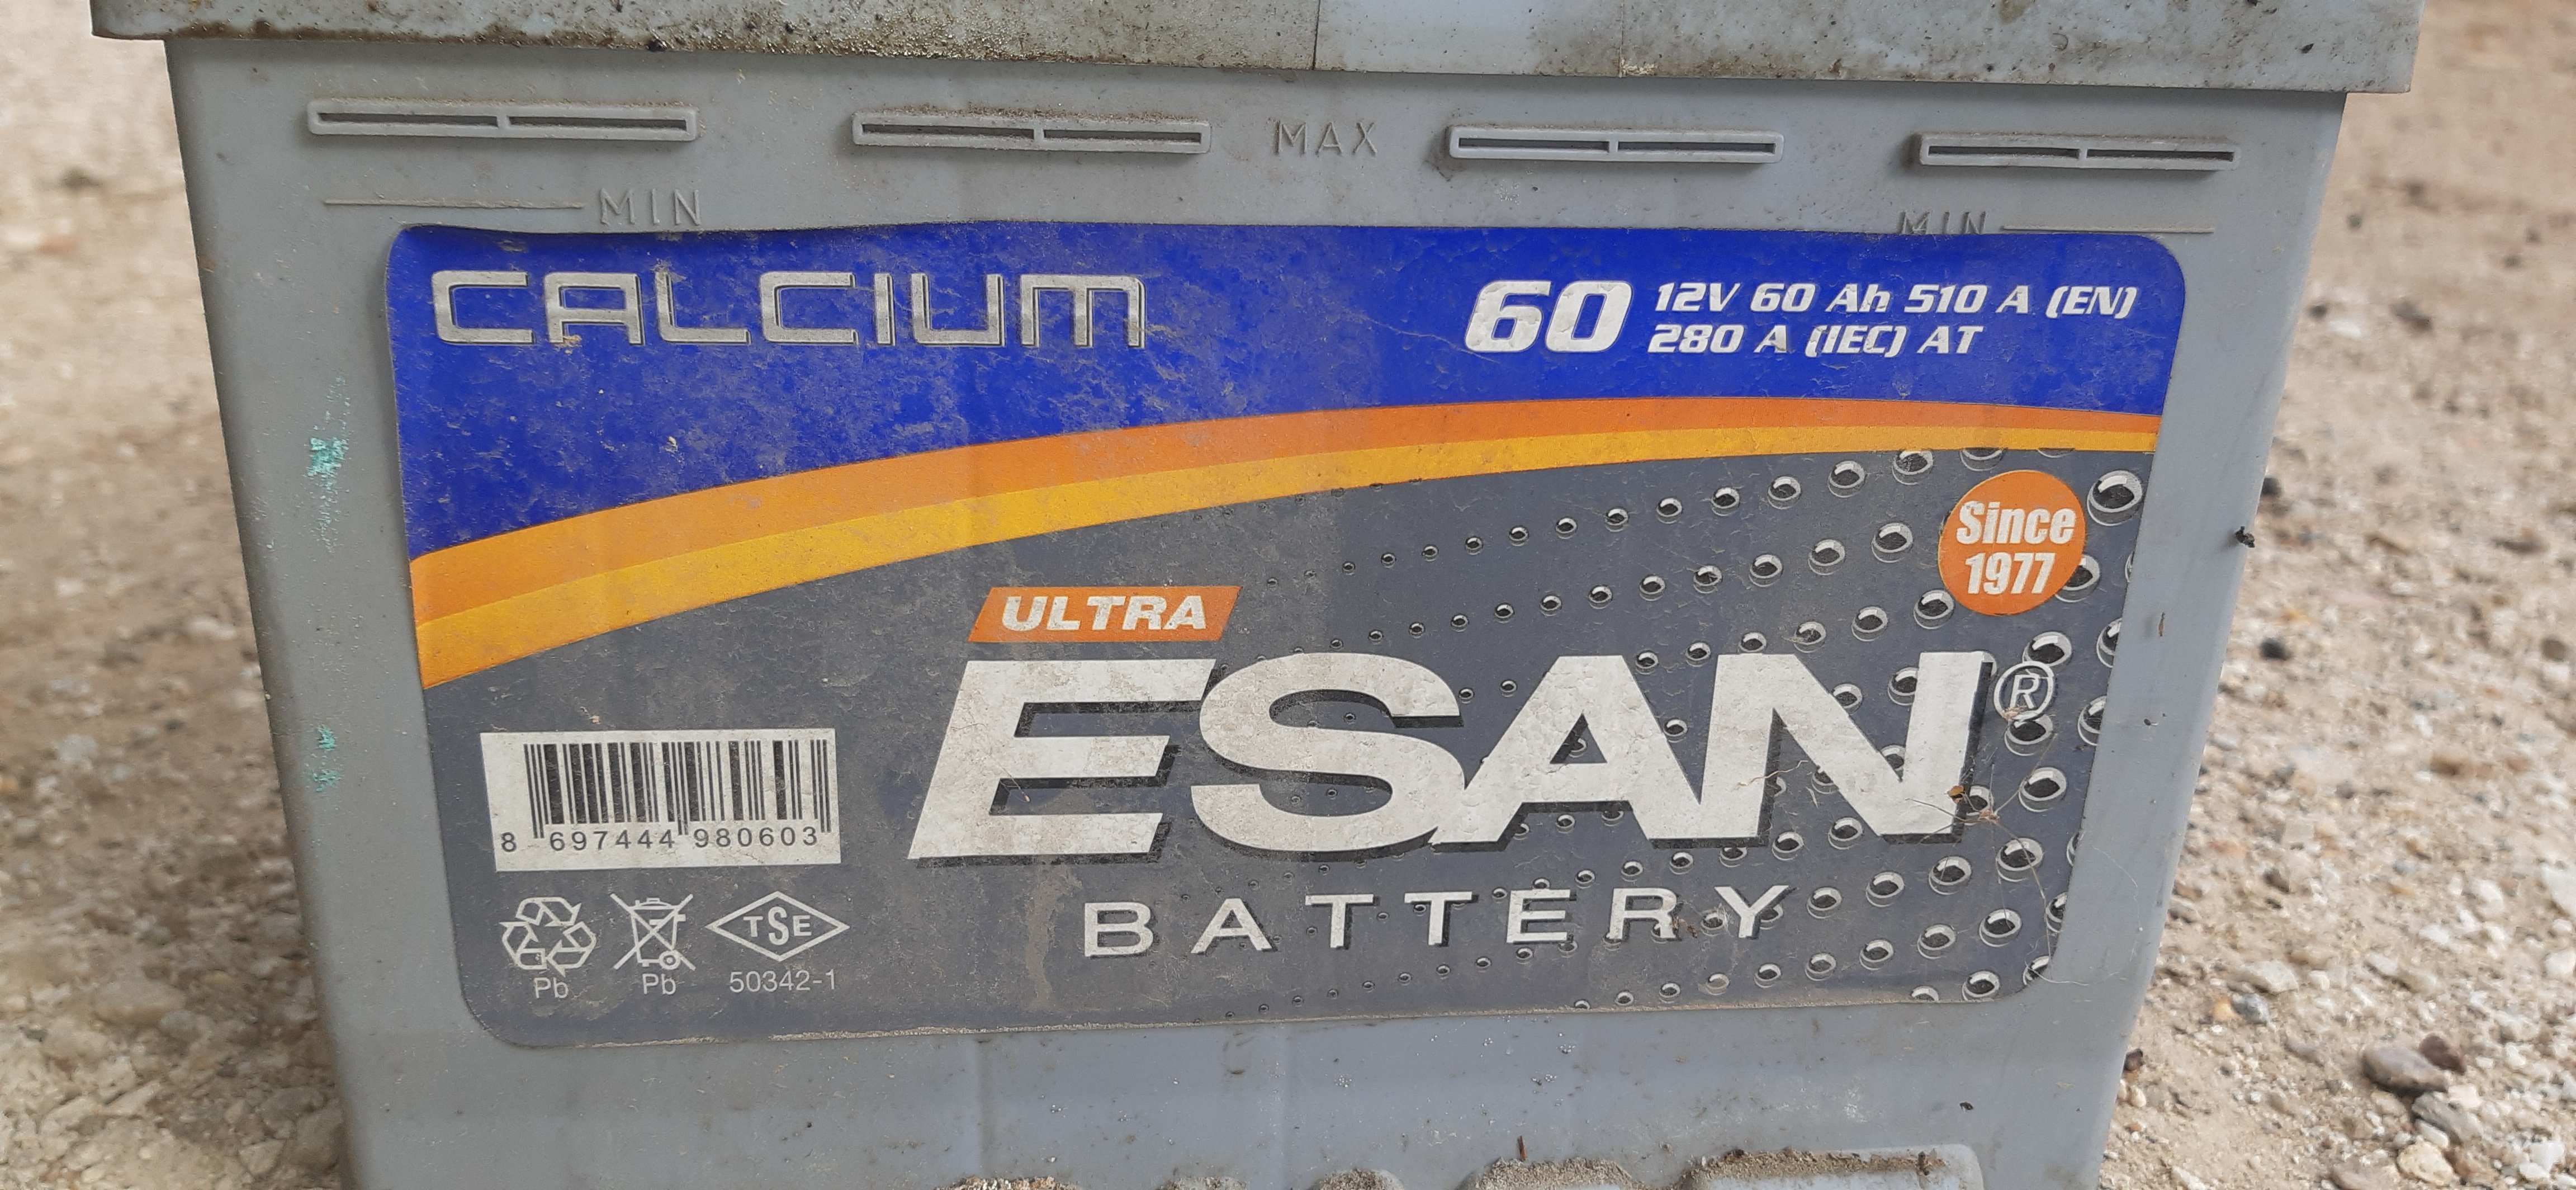 MAX
MIN
MIN
CALCIUM
60
12V 60 Ah 510 A (EN)
280 A (IEC) AT
Since
1977
ULTRA
ESAN®
BATTERY
8 697444 980603
TSE
Pb
Pb
50342-1